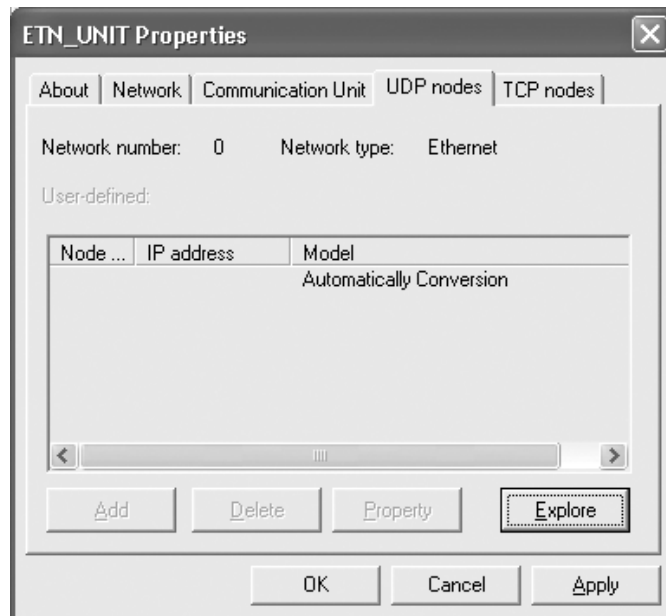 ETN_UNIT Properties
About Network Communication Unit UDP nodes TCP nodes
Network number: 0 Network type: Ethernet
User-defined:
Node ... IP address Model
Automatically Conversion
Add Delete Property Explore
OK Cancel Apply